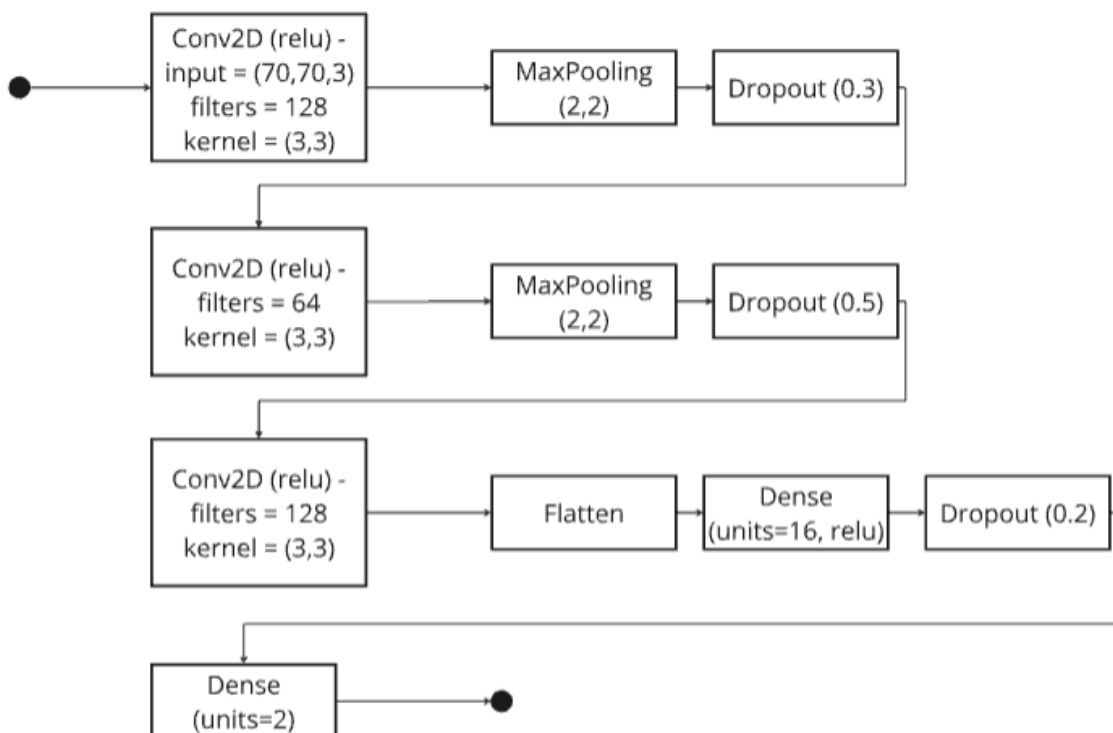 Conv2D (relu) -
input = (70,70,3)
filters = 128
kernel = (3,3)
MaxPooling
(2,2)
Dropout (0.3)
Conv2D (relu) -
filters = 64
kernel = (3,3)
MaxPooling
(2,2)
Dropout (0.5)
Conv2D (relu) -
filters = 128
kernel = (3,3)
Flatten
Dense
(units=16, relu)
Dropout (0.2)
Dense
(units=2)